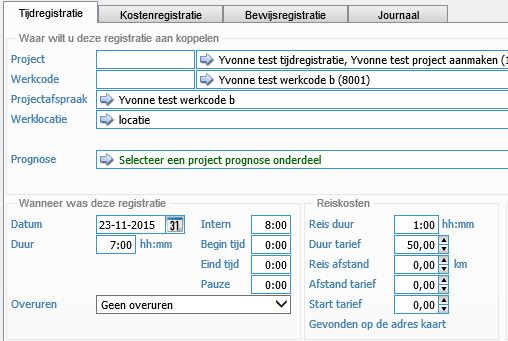 Tijdregistratie Kostenregistratie Bewijsregistratie Journaal
Waar wilt u deze registratie aan koppelen
Project Yvonne test tijdregistratie, Yvonne test project aanmaken (1
Werkcode Yvonne test werkcode b (8001)
Projectafspraak Yvonne test werkcode b
Werklocatie locatie
Prognose Selecteer een project prognose onderdeel
Wanneer was deze registratie Reiskosten
Datum 23-11-2015 31 Intern 8:00 Reis duur 1:00 hh:mm
Duur 7:00 hh:mm Begin tijd 0:00 Duur tarief 50,00
Eind tijd 0:00 Reis afstand 0,00 km
Pauze 0:00 Afstand tarief 0,00
Overuren Geen overuren Start tarief 0,00
Gevonden op de adres kaart